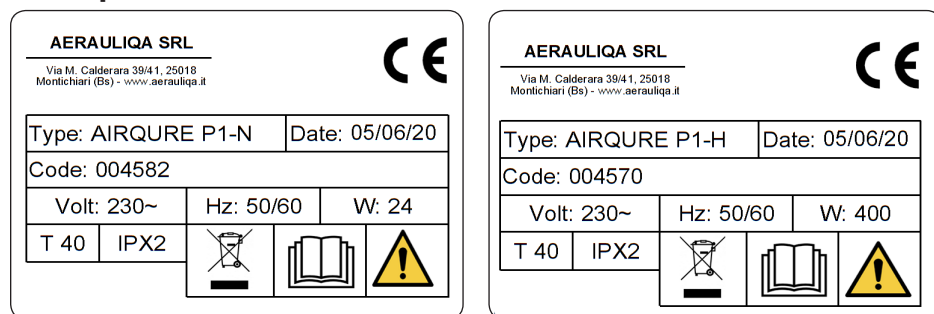 AERAULIQA SRL
Via M. Calderara 39/41, 25018
Montichiari (Bs) - www.aerauliqa.it
CE
Type: AIRQURE P1-N Date: 05/06/20
Code: 004582
Volt: 230~ Hz: 50/60 W: 24
T 40 IPX2
AERAULIQA SRL
Via M. Calderara 39/41, 25018
Montichiari (Bs) - www.aerauliqa.it
CE
Type: AIRQURE P1-H Date: 05/06/20
Code: 004570
Volt: 230~ Hz: 50/60 W: 400
T 40 IPX2